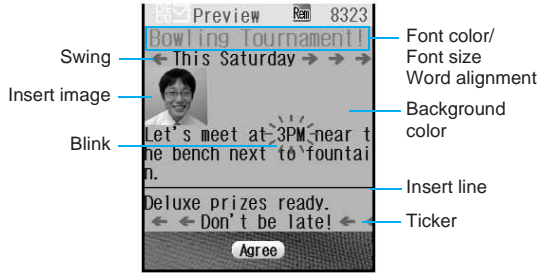 Preview Rem 8323
Bowling Tournament!
← This Saturday → → →
Let's meet at 3PM near t
he bench next to fountai
n.
Deluxe prizes ready.
← ← Don't be late! ← ←
Agree
Swing
Insert image
Blink
Font color/
Font size
Word alignment
Background
color
Insert line
Ticker